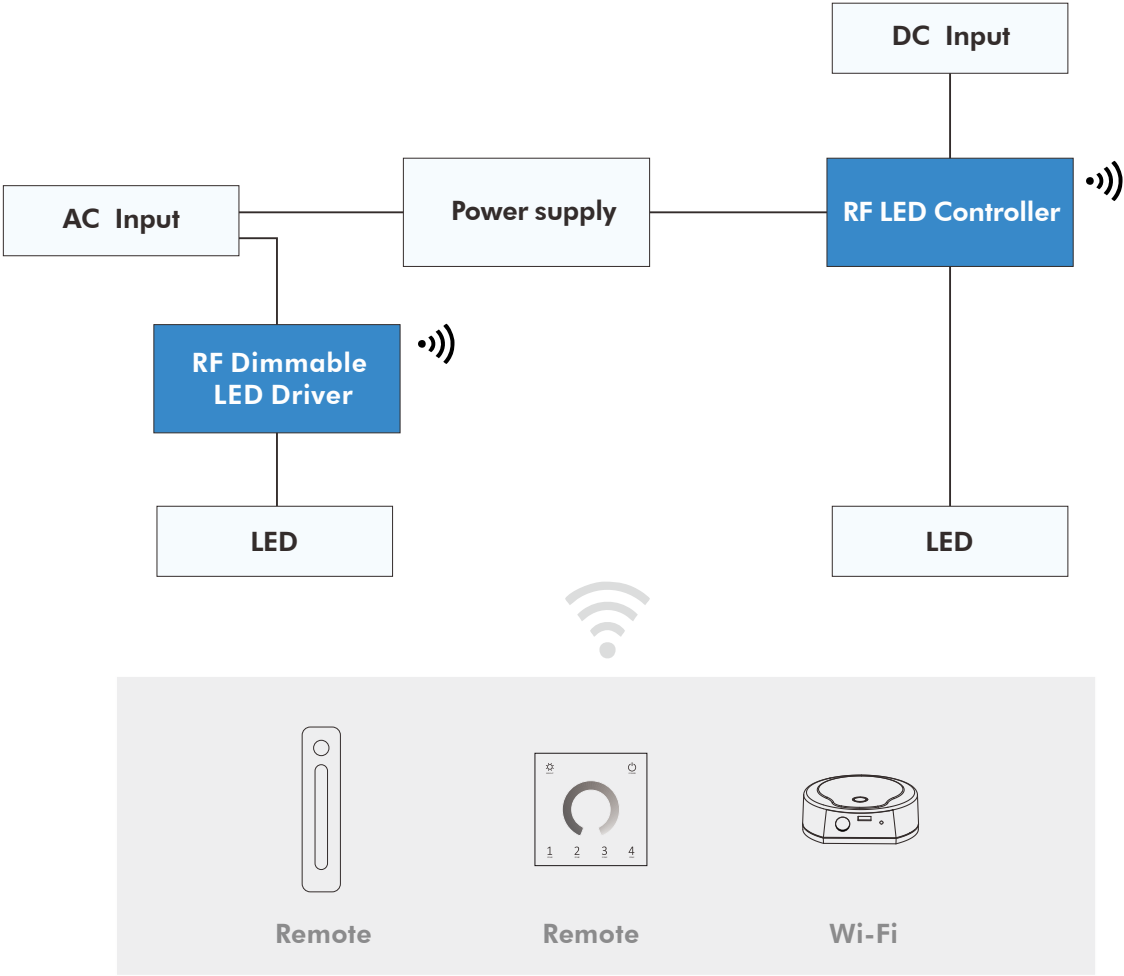 DC Input
AC Input
Power supply
RF LED Controller
RF Dimmable
LED Driver
LED
LED
1 2 3 4
Remote
Remote
Wi-Fi